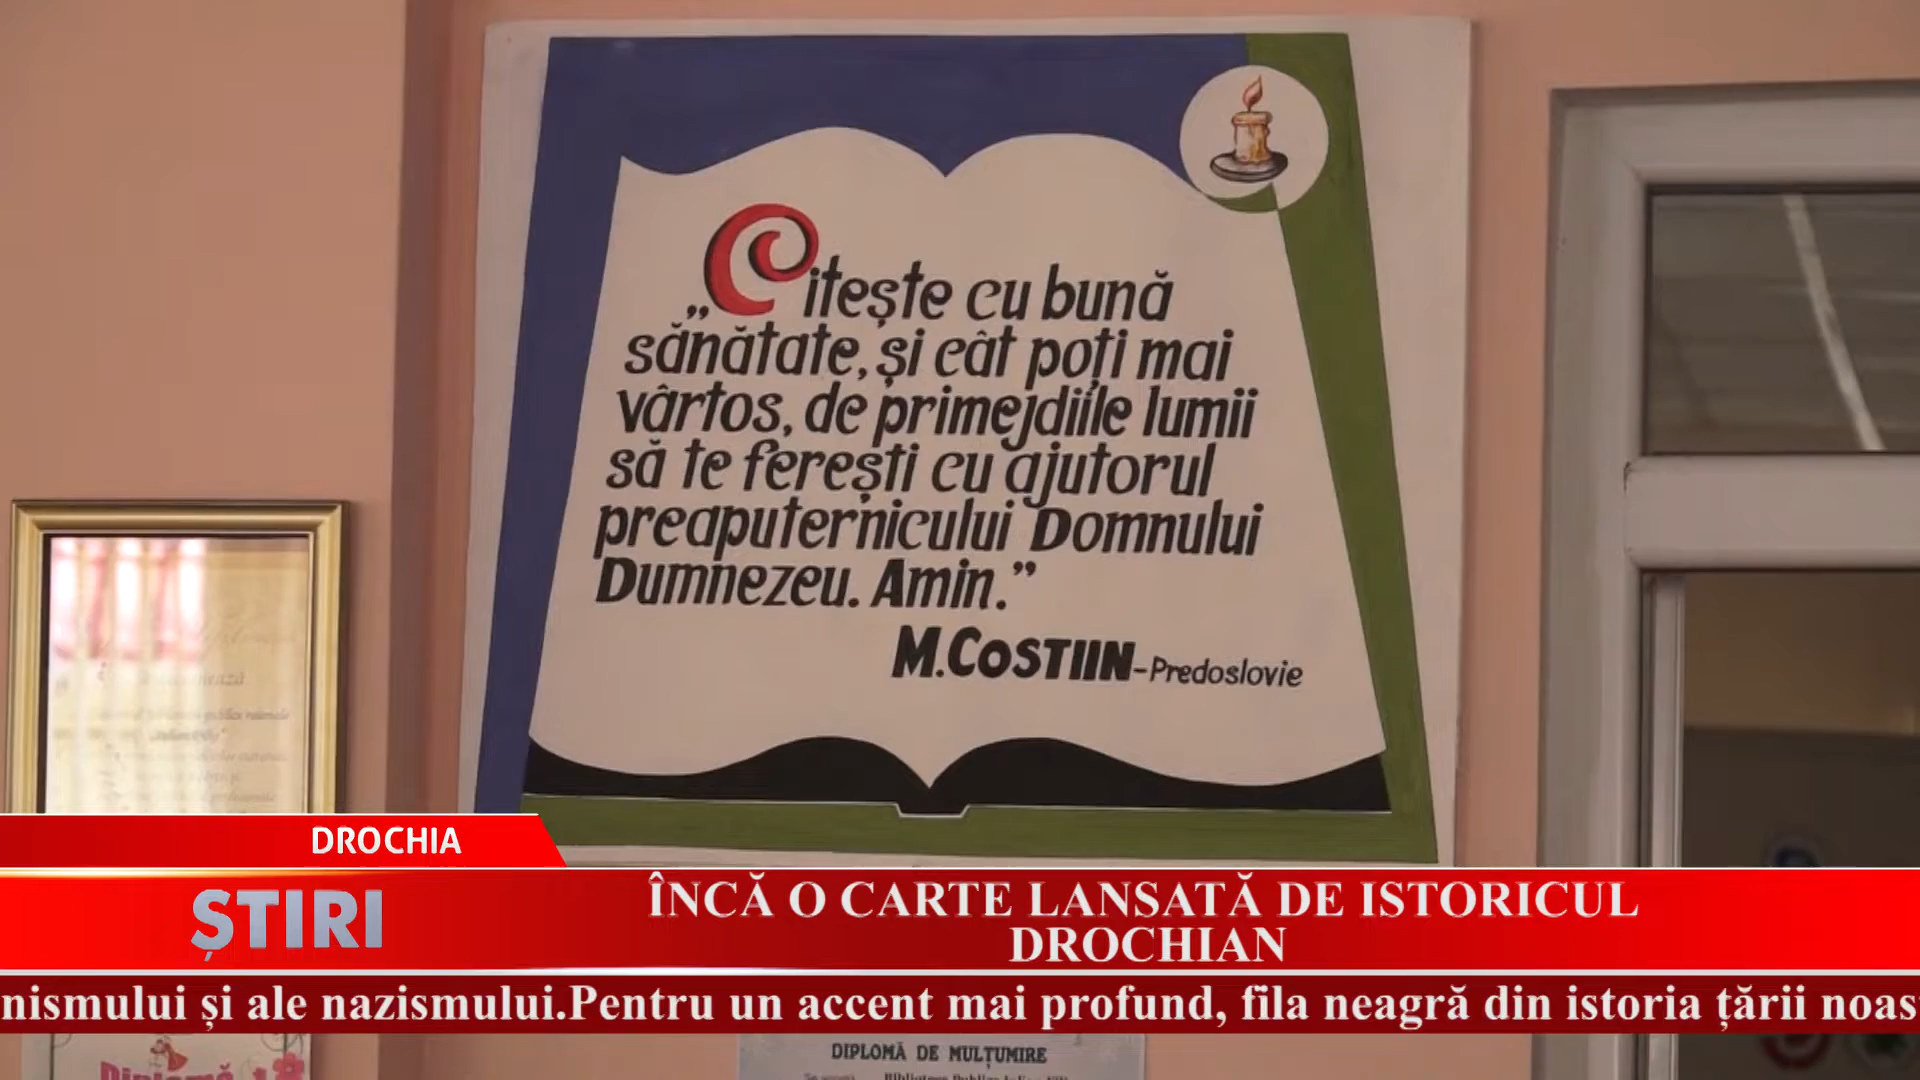 „Citește cu bună
sănătate, și cât poți mai
vârtos, de primejdiile lumii
să te ferești cu ajutorul
preaputernicului Domnului
Dumnezeu. Amin.”
M.COSTIIN-Predoslovie
DROCHIA
ȘTIRI
ÎNCĂ O CARTE LANSATĂ DE ISTORICUL
DROCHIAN
nismului și ale nazismului.Pentru un accent mai profund, fila neagră din istoria țării noas
DIPLOMĂ DE MULȚUMIRE
Diplomă